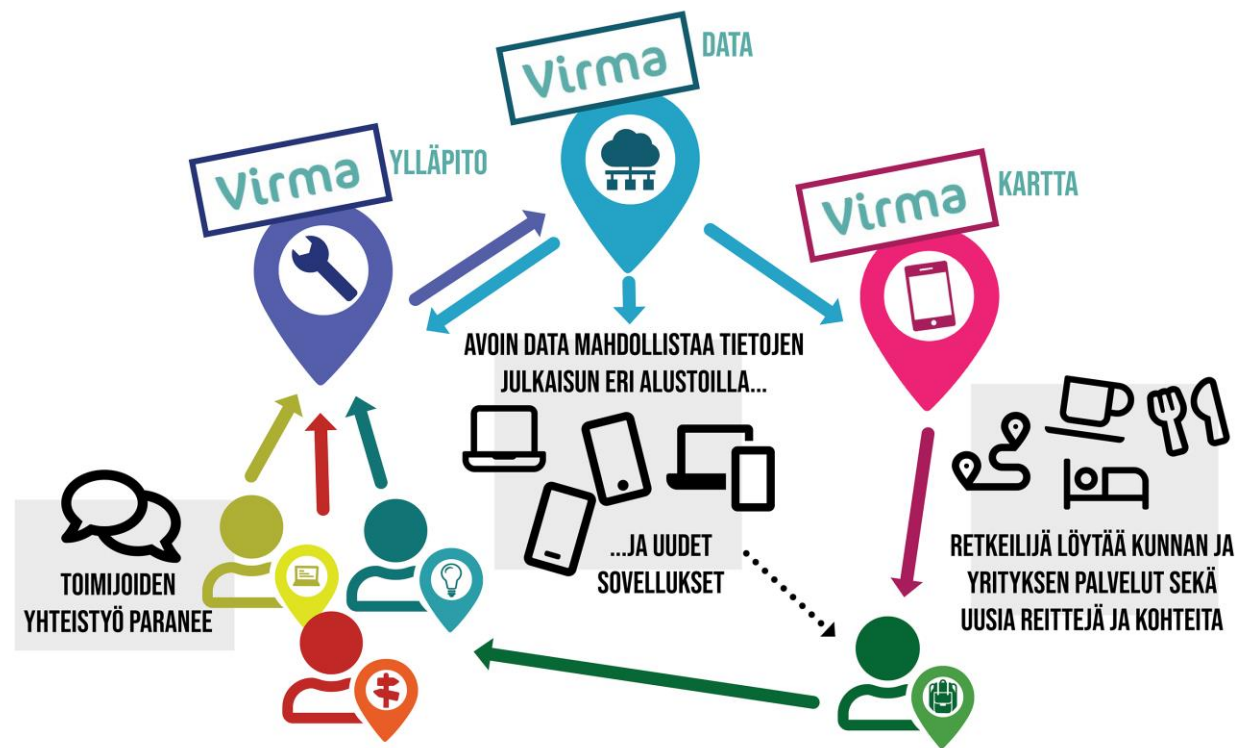 Virma DATA
Virma YLLÄPITO
Virma KARTTA
AVOIN DATA MAHDOLLISTAA TIETOJEN
JULKAISUN ERI ALUSTOILLA...
...JA UUDET
SOVELLUKSET
TOIMIJOIDEN
YHTEISTYÖ PARANEE
RETKEILIJÄ LÖYTÄÄ KUNNAN JA
YRITYKSEN PALVELUT SEKÄ
UUSIA REITTEJÄ JA KOHTEITA